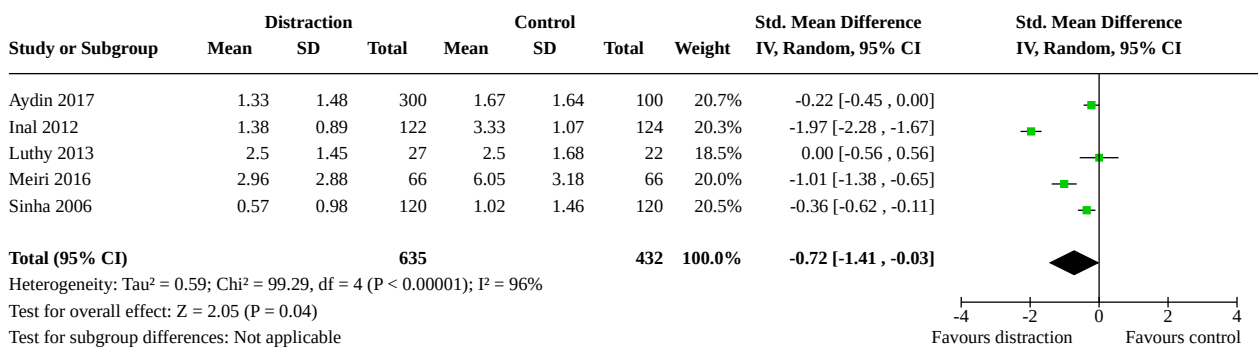 Distraction Control Std. Mean Difference Std. Mean Difference
Study or Subgroup Mean SD Total Mean SD Total Weight IV, Random, 95% CI IV, Random, 95% CI
Aydin 2017 1.33 1.48 300 1.67 1.64 100 20.7% -0.22 [-0.45 , 0.00]
Inal 2012 1.38 0.89 122 3.33 1.07 124 20.3% -1.97 [-2.28 , -1.67]
Luthy 2013 2.5 1.45 27 2.5 1.68 22 18.5% 0.00 [-0.56 , 0.56]
Meiri 2016 2.96 2.88 66 6.05 3.18 66 20.0% -1.01 [-1.38 , -0.65]
Sinha 2006 0.57 0.98 120 1.02 1.46 120 20.5% -0.36 [-0.62 , -0.11]
Total (95% CI) 635 432 100.0% -0.72 [-1.41 , -0.03]
Heterogeneity: Tau² = 0.59; Chi² = 99.29, df = 4 (P < 0.00001); I² = 96%
Test for overall effect: Z = 2.05 (P = 0.04)
Test for subgroup differences: Not applicable
-4 -2 0 2 4
Favours distraction Favours control